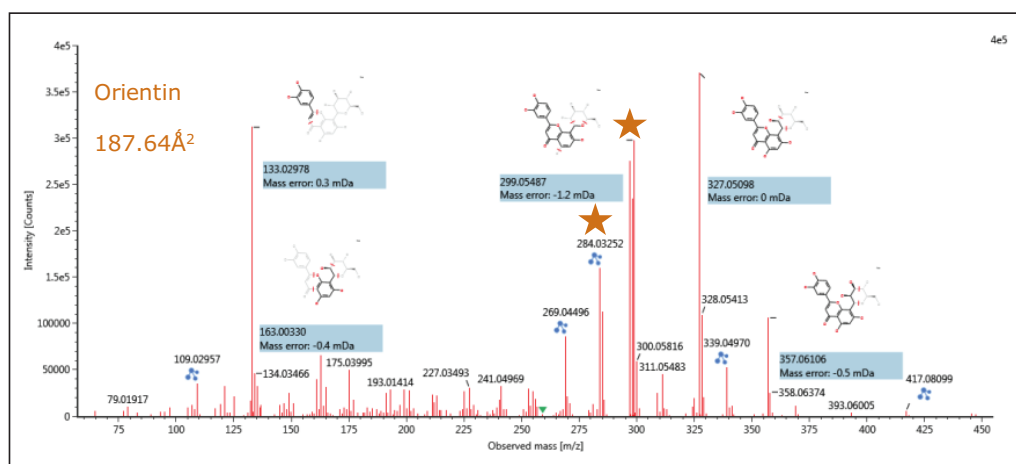 4e5
4e5
3.5e5
3e5
2.5e5
2e5
1.5e5
100000
50000
0
Intensity [Counts]
Orientin
187.64Å²
133.02978
Mass error: 0.3 mDa
299.05487
Mass error: -1.2 mDa
327.05098
Mass error: 0 mDa
284.03252
269.04496
163.00330
Mass error: -0.4 mDa
328.05413
339.04970
357.06106
Mass error: -0.5 mDa
109.02957
134.03466
175.03995
193.01414
227.03493
241.04969
300.05816
311.05483
358.06374
417.08099
79.01917
393.06005
75 100 125 150 175 200 225 250 275 300 325 350 375 400 425 450
Observed mass [m/z]